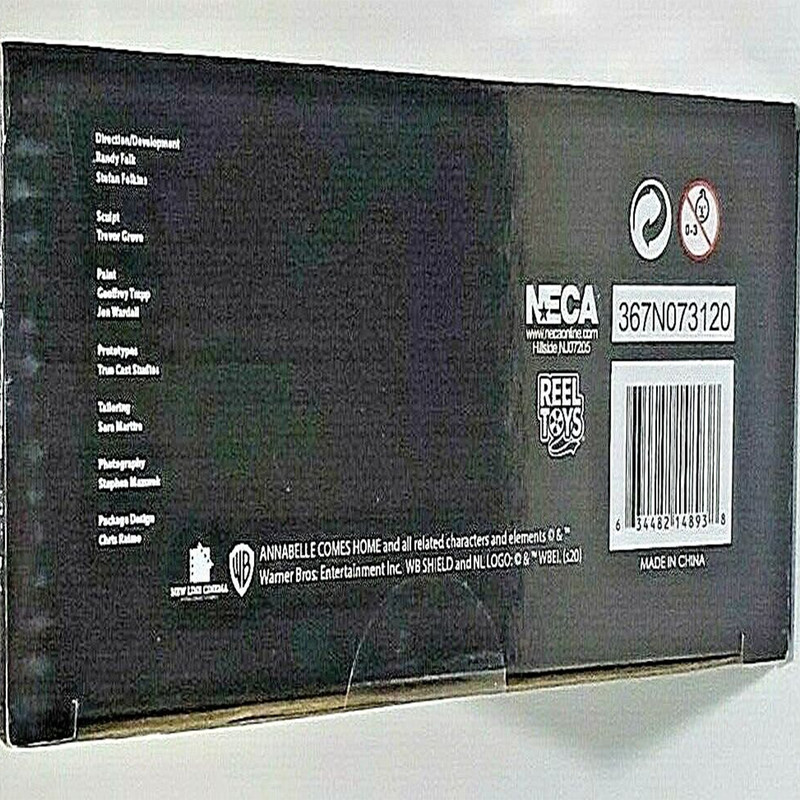 Direction/Development
Randy Falk
Stefan Folkins
Sculpt
Trevor Grove
Paint
Geoffrey Trapp
Jon Wardell
Prototypes
True Cast Studios
Tailoring
Sara Martire
Photography
Stephen Mazurek
Package Design
Chris Raimo
NEW LINE CINEMA
WB
ANNABELLE COMES HOME and all related characters and elements © & ™
Warner Bros. Entertainment Inc. WB SHIELD and NL LOGO: © & ™ WBEI. (s20)
NECA
www.necaonline.com
Hillside, NJ 07205
REEL
TOYS
0-3
367N073120
6 34482 14893 8
MADE IN CHINA